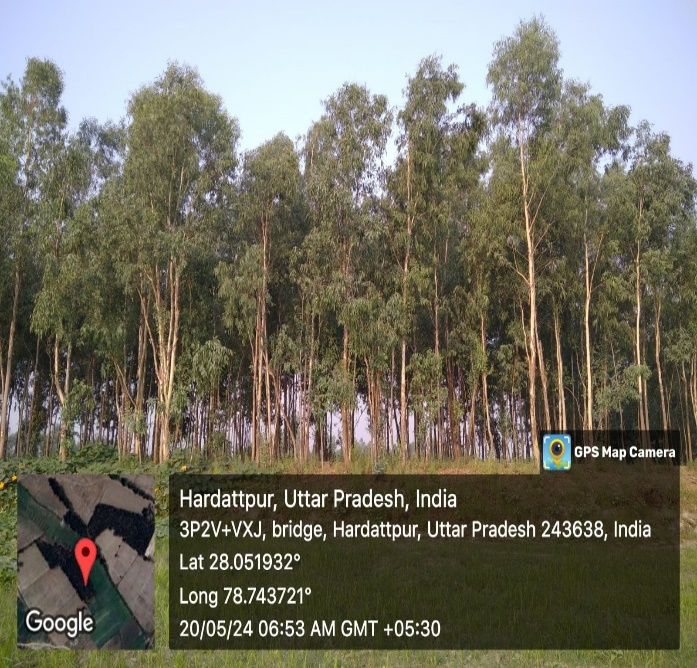 GPS Map Camera
Hardattpur, Uttar Pradesh, India
3P2V+VXJ, bridge, Hardattpur, Uttar Pradesh 243638, India
Lat 28.051932°
Long 78.743721°
20/05/24 06:53 AM GMT +05:30
Google